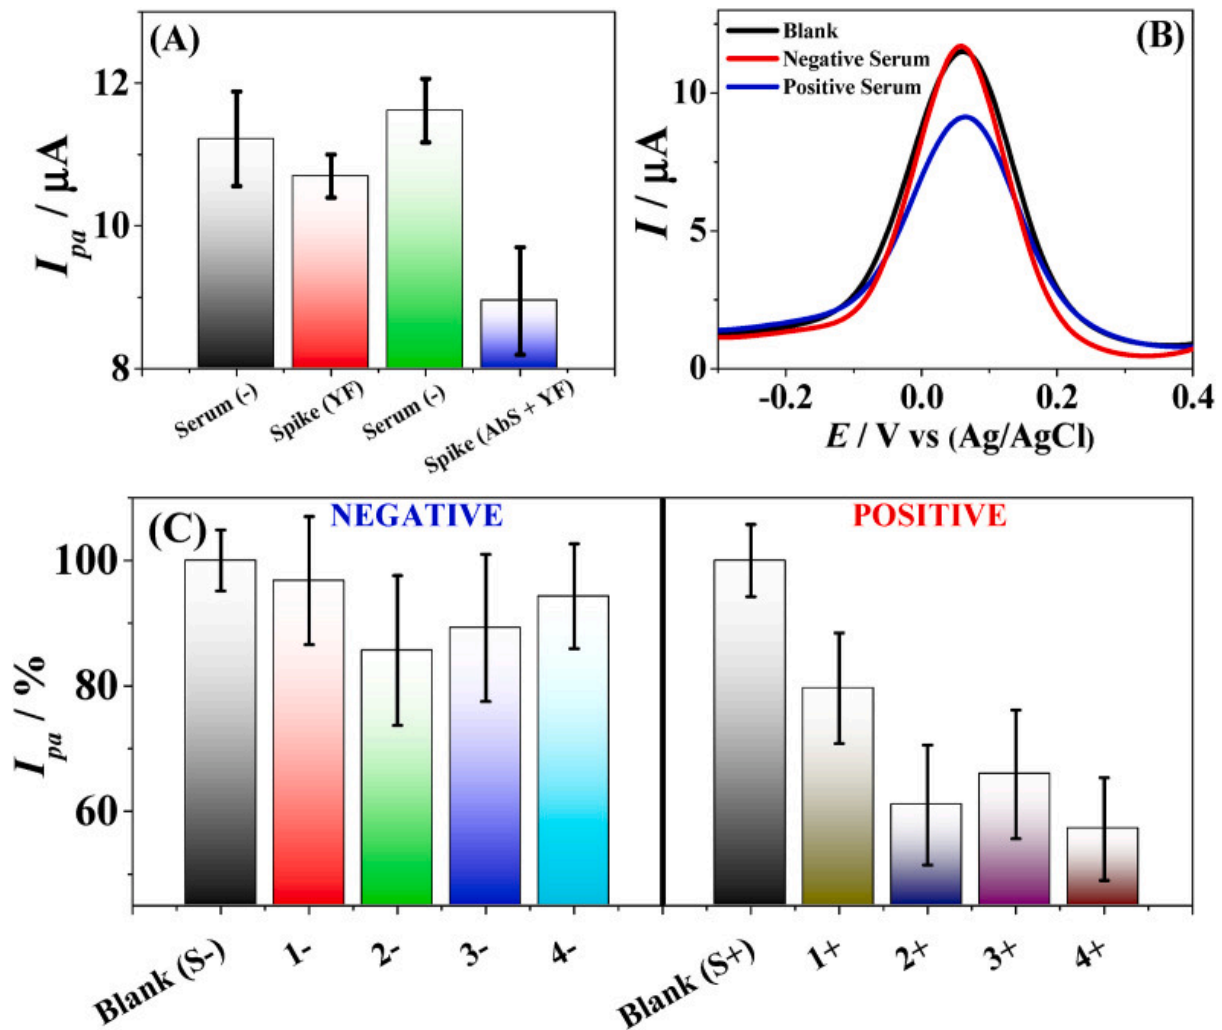 (A)
12
10
8
I_pa / μA
Serum (-)
Spike (YF)
Serum (-)
Spike (AbS + YF)
(B)
Blank
Negative Serum
Positive Serum
10
5
0
I / μA
-0.2
0.0
0.2
0.4
E / V vs (Ag/AgCl)
(C)
NEGATIVE
POSITIVE
100
80
60
I_pa / %
Blank (S-)
1-
2-
3-
4-
Blank (S+)
1+
2+
3+
4+